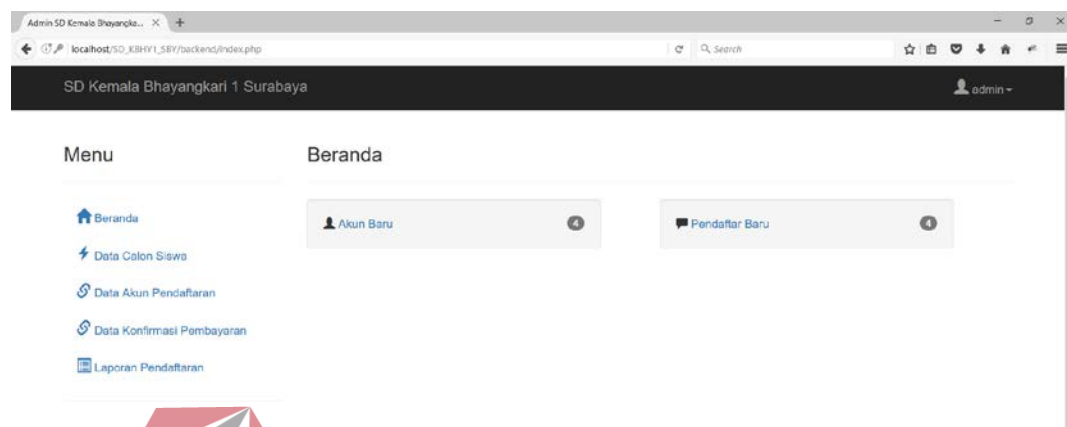 Admin SD Kemala Bhayangka...
localhost/SD_KBHY1_SBY/backend/index.php
Search
SD Kemala Bhayangkari 1 Surabaya
admin
Menu
Beranda
Beranda
Akun Baru 4
Pendaftar Baru 4
Data Calon Siswa
Data Akun Pendaftaran
Data Konfirmasi Pembayaran
Laporan Pendaftaran